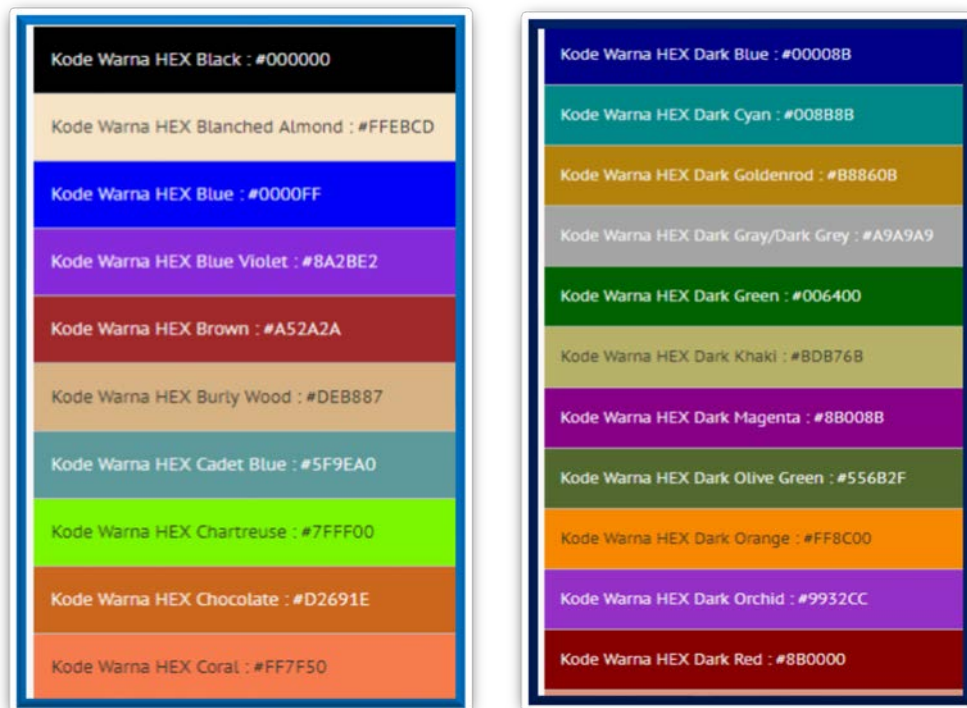 Kode Warna HEX Black : #000000
Kode Warna HEX Blanched Almond : #FFEBCD
Kode Warna HEX Blue : #0000FF
Kode Warna HEX Blue Violet : #8A2BE2
Kode Warna HEX Brown : #A52A2A
Kode Warna HEX Burly Wood : #DEB887
Kode Warna HEX Cadet Blue : #5F9EA0
Kode Warna HEX Chartreuse : #7FFF00
Kode Warna HEX Chocolate : #D2691E
Kode Warna HEX Coral : #FF7F50
Kode Warna HEX Dark Blue : #00008B
Kode Warna HEX Dark Cyan : #008B8B
Kode Warna HEX Dark Goldenrod : #B8860B
Kode Warna HEX Dark Gray/Dark Grey : #A9A9A9
Kode Warna HEX Dark Green : #006400
Kode Warna HEX Dark Khaki : #BDB76B
Kode Warna HEX Dark Magenta : #8B008B
Kode Warna HEX Dark Olive Green : #556B2F
Kode Warna HEX Dark Orange : #FF8C00
Kode Warna HEX Dark Orchid : #9932CC
Kode Warna HEX Dark Red : #8B0000